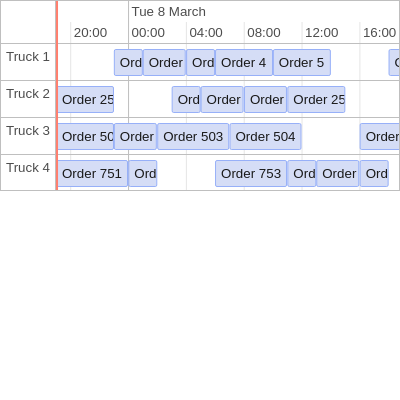 Tue 8 March
20:00 00:00 04:00 08:00 12:00 16:00
Truck 1 Ord Order Ord Order 4 Order 5
Truck 2 Order 25 Ord Order Order Order 25
Truck 3 Order 50 Order Order 503 Order 504 Order
Truck 4 Order 751 Ord Order 753 Ord Order Ord